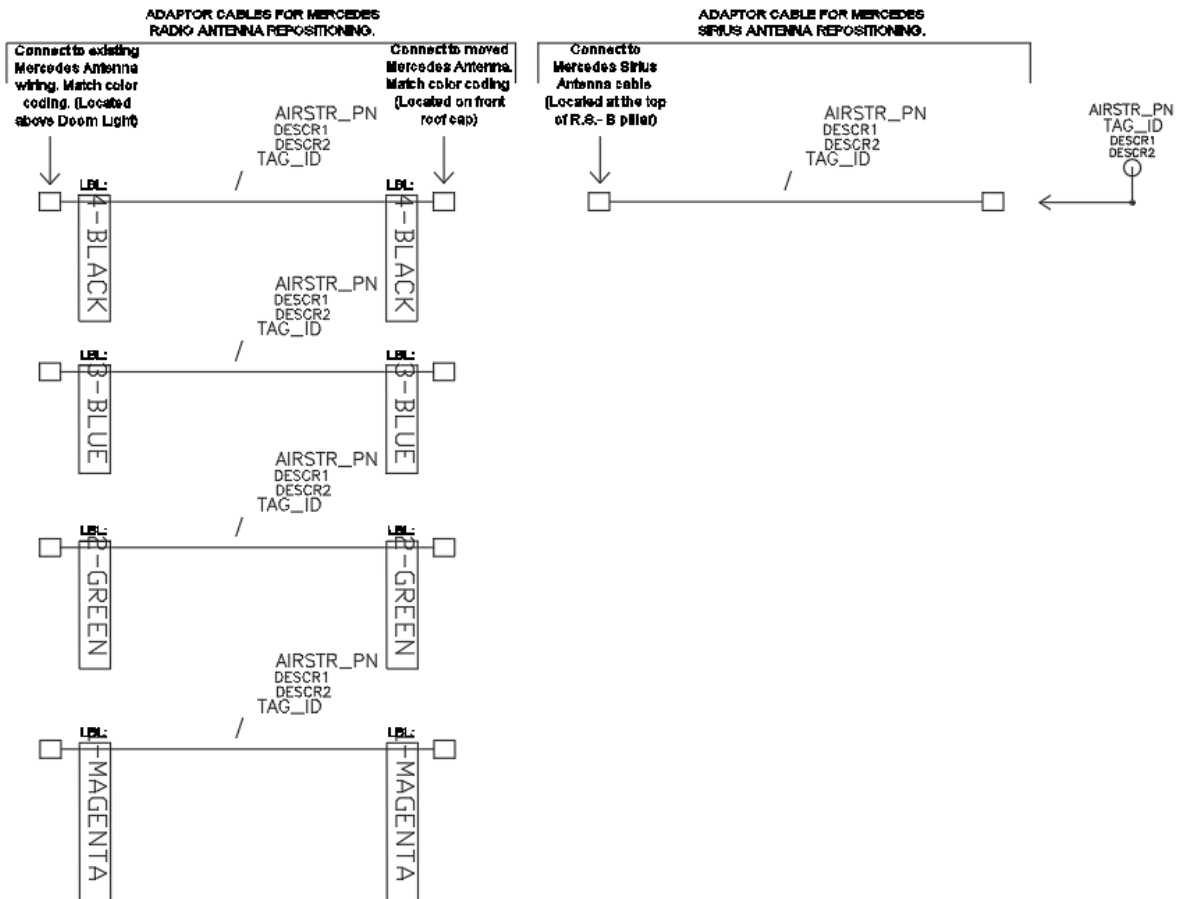 ADAPTOR CABLES FOR MERCEDES
RADIO ANTENNA REPOSITIONING.
Connect to existing
Mercedes Antenna
wiring. Match color
coding. (Located
above Doom Light)
Connect to moved
Mercedes Antenna.
Match color coding
(Located on front
roof cap)
AIRSTR_PN
DESCR1
DESCR2
TAG_ID
/
LBL:
4-BLACK
LBL:
4-BLACK
AIRSTR_PN
DESCR1
DESCR2
TAG_ID
/
LBL:
3-BLUE
LBL:
3-BLUE
AIRSTR_PN
DESCR1
DESCR2
TAG_ID
/
LBL:
2-GREEN
LBL:
2-GREEN
AIRSTR_PN
DESCR1
DESCR2
TAG_ID
/
LBL:
1-MAGENTA
LBL:
1-MAGENTA
ADAPTOR CABLE FOR MERCEDES
SIRIUS ANTENNA REPOSITIONING.
Connect to
Mercedes Sirius
Antenna cable
(Located at the top
of R.S.- B pillar)
AIRSTR_PN
DESCR1
DESCR2
TAG_ID
/
AIRSTR_PN
TAG_ID
DESCR1
DESCR2